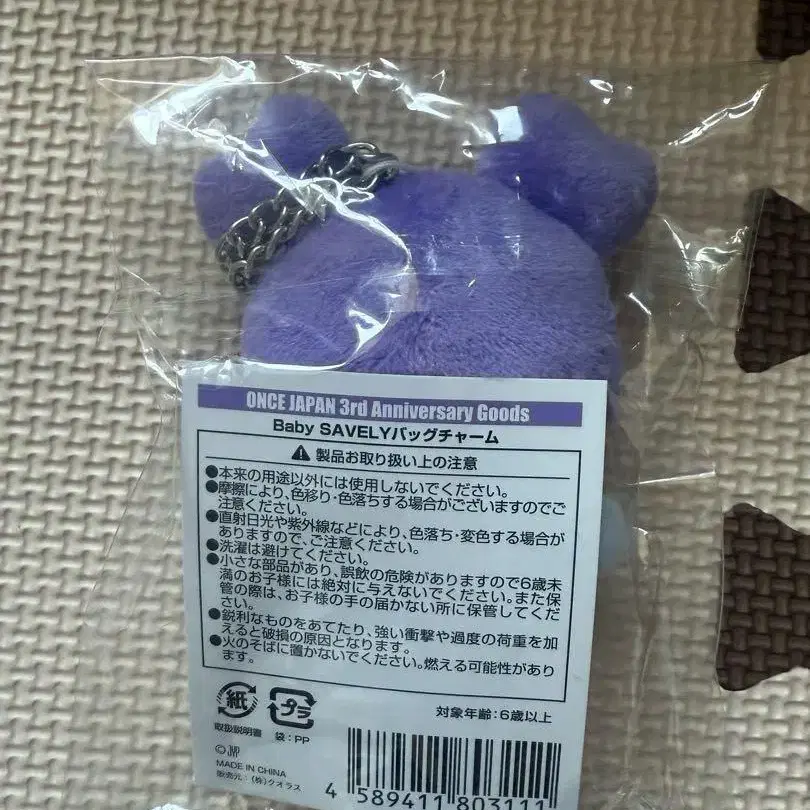 ONCE JAPAN 3rd Anniversary Goods
Baby SAVELYバッグチャーム
製品お取り扱い上の注意
●本来の用途以外には使用しないでください。
●摩擦により、色移り・色落ちする場合がございますのでご
注意ください。
●直射日光や紫外線などにより、色落ち・変色する場合が
ありますので、ご注意ください。
●洗濯は避けてください。
●小さな部品があり、誤飲の危険がありますので6歳未
満のお子様には絶対に与えないでください。また保
管の際は、お子様の手の届かない所に保管してくだ
さい。
●鋭利なものをあてたり、強い衝撃や過度の荷重を加
えると破損の原因となります。
●火のそばに置かないでください。燃える可能性があり
ます。
紙
プラ
対象年齢:6歳以上
取扱説明書
袋:PP
© JYP
MADE IN CHINA
販売元:(株)クオラス
4 589411 803111